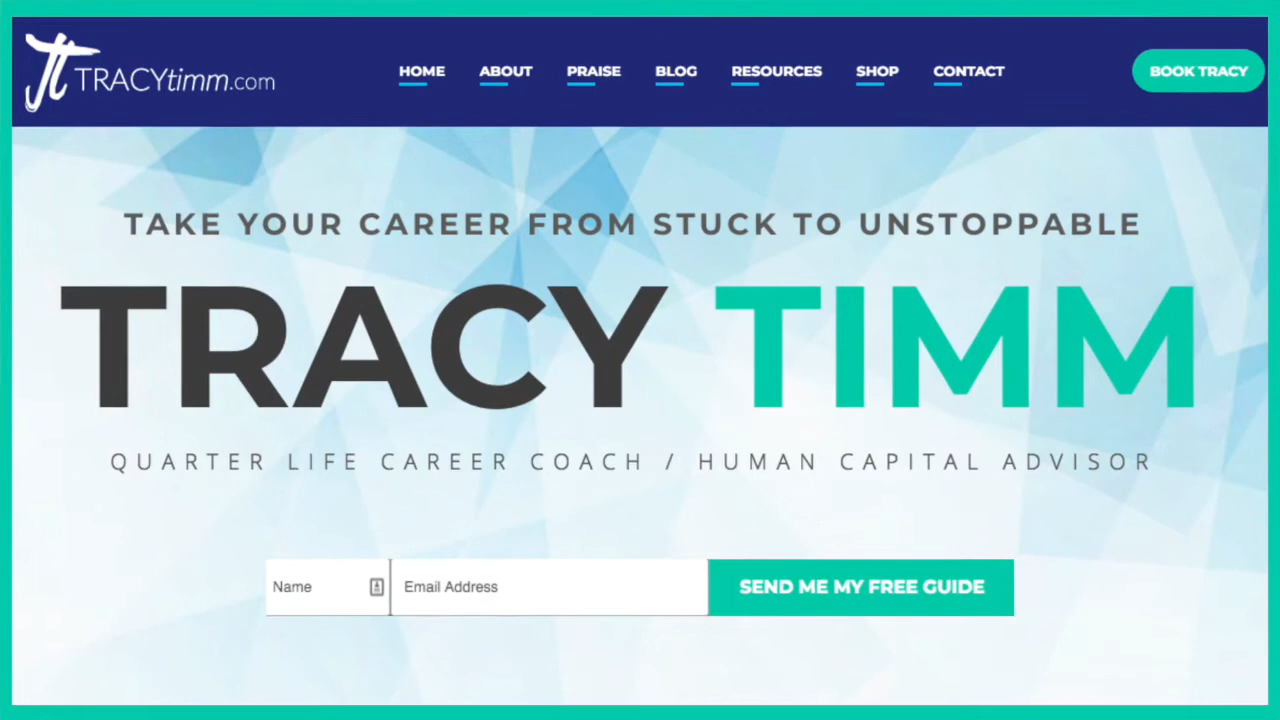 TRACYtimm.com
HOME ABOUT PRAISE BLOG RESOURCES SHOP CONTACT BOOK TRACY
TAKE YOUR CAREER FROM STUCK TO UNSTOPPABLE
TRACY TIMM
QUARTER LIFE CAREER COACH / HUMAN CAPITAL ADVISOR
Name Email Address SEND ME MY FREE GUIDE